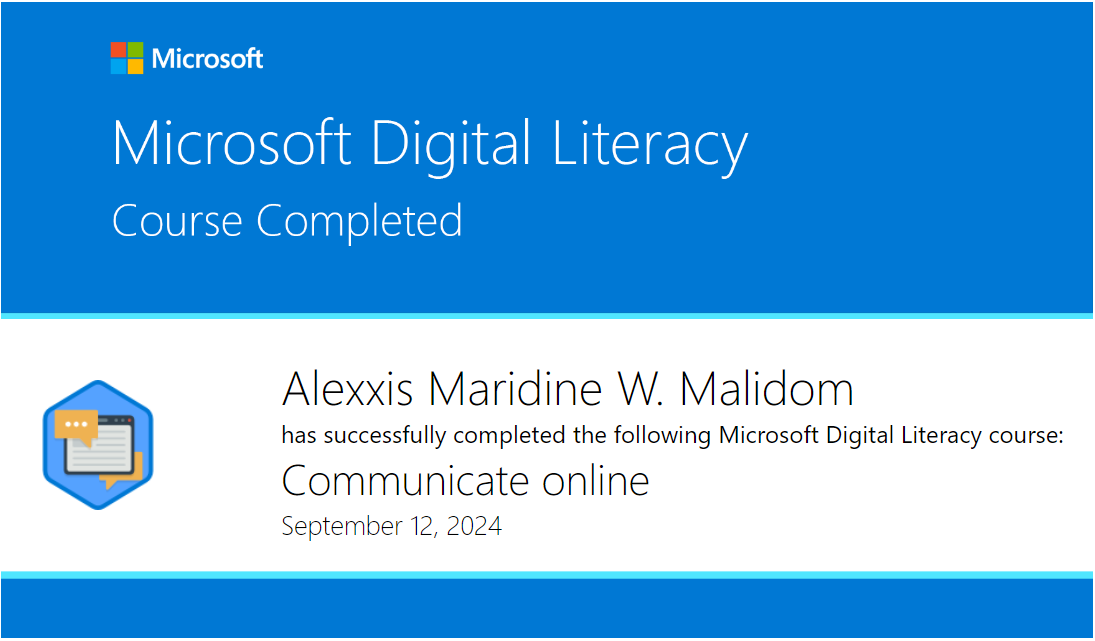 Microsoft
Microsoft Digital Literacy
Course Completed
Alexxis Maridine W. Malidom
has successfully completed the following Microsoft Digital Literacy course:
Communicate online
September 12, 2024